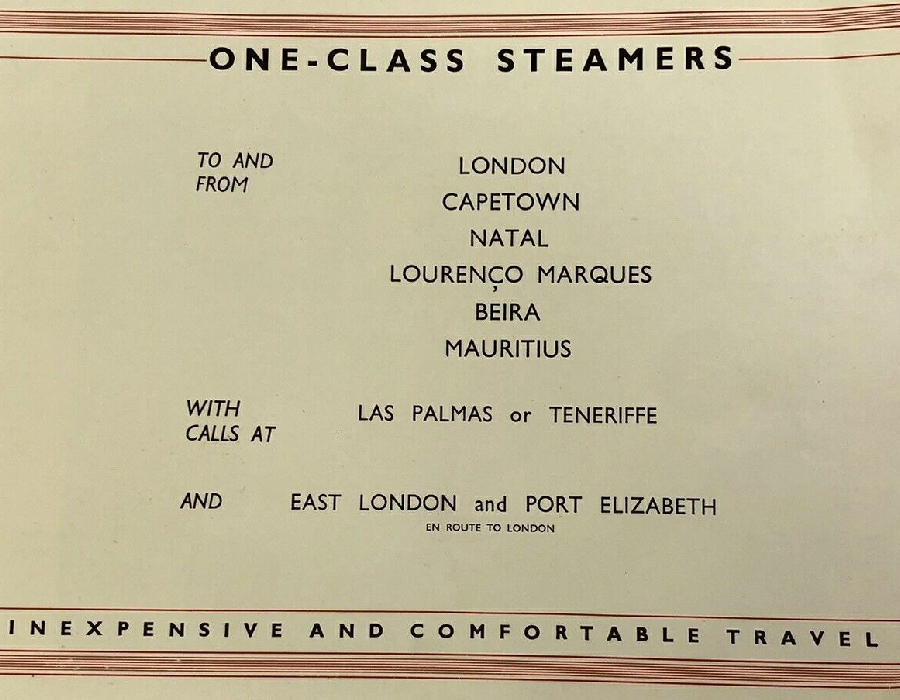 ONE-CLASS STEAMERS
TO AND
FROM
LONDON
CAPETOWN
NATAL
LOURENÇO MARQUES
BEIRA
MAURITIUS
WITH
CALLS AT
LAS PALMAS or TENERIFFE
AND
EAST LONDON and PORT ELIZABETH
EN ROUTE TO LONDON
INEXPENSIVE AND COMFORTABLE TRAVEL